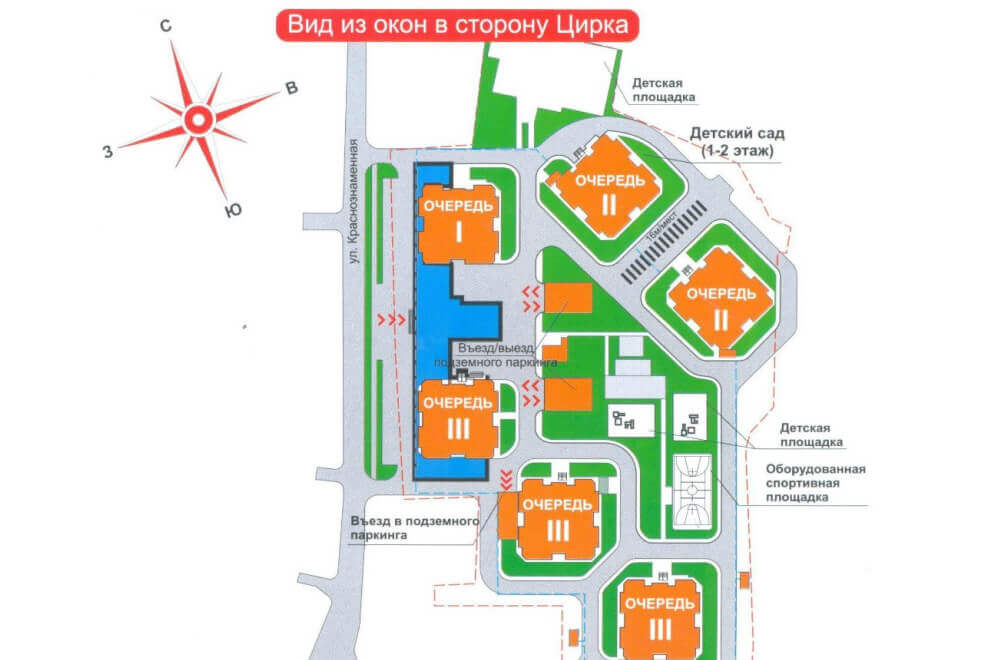 Вид из окон в сторону Цирка
С
В
З
Ю
ул. Краснознаменная
Детская
площадка
Детский сад
(1-2 этаж)
ОЧЕРЕДЬ
II
ОЧЕРЕДЬ
I
16м/мест
ОЧЕРЕДЬ
II
Въезд/выезд
подземного паркинга
ОЧЕРЕДЬ
III
Детская
площадка
Оборудованная
спортивная
площадка
Въезд в подземного
паркинга
ОЧЕРЕДЬ
III
ОЧЕРЕДЬ
III